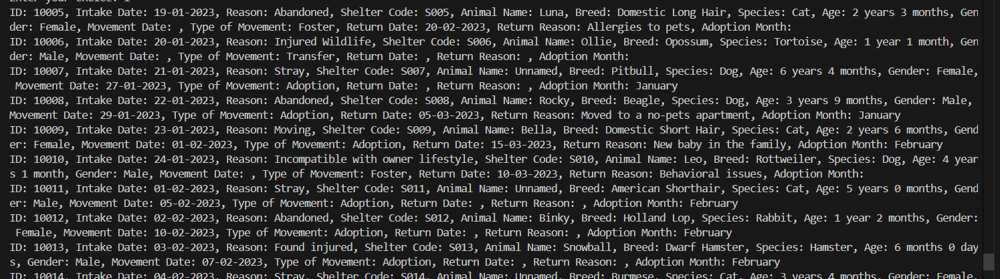 Enter your choice: 1
ID: 10005, Intake Date: 19-01-2023, Reason: Abandoned, Shelter Code: S005, Animal Name: Luna, Breed: Domestic Long Hair, Species: Cat, Age: 2 years 3 months, Gen
der: Female, Movement Date: , Type of Movement: Foster, Return Date: 20-02-2023, Return Reason: Allergies to pets, Adoption Month:
ID: 10006, Intake Date: 20-01-2023, Reason: Injured Wildlife, Shelter Code: S006, Animal Name: Ollie, Breed: Opossum, Species: Tortoise, Age: 1 year 1 month, Gen
der: Male, Movement Date: , Type of Movement: Transfer, Return Date: , Return Reason: , Adoption Month:
ID: 10007, Intake Date: 21-01-2023, Reason: Stray, Shelter Code: S007, Animal Name: Unnamed, Breed: Pitbull, Species: Dog, Age: 6 years 4 months, Gender: Female,
Movement Date: 27-01-2023, Type of Movement: Adoption, Return Date: , Return Reason: , Adoption Month: January
ID: 10008, Intake Date: 22-01-2023, Reason: Abandoned, Shelter Code: S008, Animal Name: Rocky, Breed: Beagle, Species: Dog, Age: 3 years 9 months, Gender: Male,
Movement Date: 29-01-2023, Type of Movement: Adoption, Return Date: 05-03-2023, Return Reason: Moved to a no-pets apartment, Adoption Month: January
ID: 10009, Intake Date: 23-01-2023, Reason: Moving, Shelter Code: S009, Animal Name: Bella, Breed: Domestic Short Hair, Species: Cat, Age: 2 years 6 months, Gend
er: Female, Movement Date: 01-02-2023, Type of Movement: Adoption, Return Date: 15-03-2023, Return Reason: New baby in the family, Adoption Month: February
ID: 10010, Intake Date: 24-01-2023, Reason: Incompatible with owner lifestyle, Shelter Code: S010, Animal Name: Leo, Breed: Rottweiler, Species: Dog, Age: 4 year
s 1 month, Gender: Male, Movement Date: , Type of Movement: Foster, Return Date: 10-03-2023, Return Reason: Behavioral issues, Adoption Month:
ID: 10011, Intake Date: 01-02-2023, Reason: Stray, Shelter Code: S011, Animal Name: Unnamed, Breed: American Shorthair, Species: Cat, Age: 5 years 0 months, Gend
er: Male, Movement Date: 05-02-2023, Type of Movement: Adoption, Return Date: , Return Reason: , Adoption Month: February
ID: 10012, Intake Date: 02-02-2023, Reason: Abandoned, Shelter Code: S012, Animal Name: Binky, Breed: Holland Lop, Species: Rabbit, Age: 1 year 2 months, Gender:
Female, Movement Date: 10-02-2023, Type of Movement: Adoption, Return Date: , Return Reason: , Adoption Month: February
ID: 10013, Intake Date: 03-02-2023, Reason: Found injured, Shelter Code: S013, Animal Name: Snowball, Breed: Dwarf Hamster, Species: Hamster, Age: 6 months 0 day
s, Gender: Male, Movement Date: 07-02-2023, Type of Movement: Adoption, Return Date: , Return Reason: , Adoption Month: February
ID: 10014, Intake Date: 04-02-2023, Reason: Stray, Shelter Code: S014, Animal Name: Unnamed, Breed: Burmese, Species: Cat, Age: 3 years 4 months, Gender: Female,